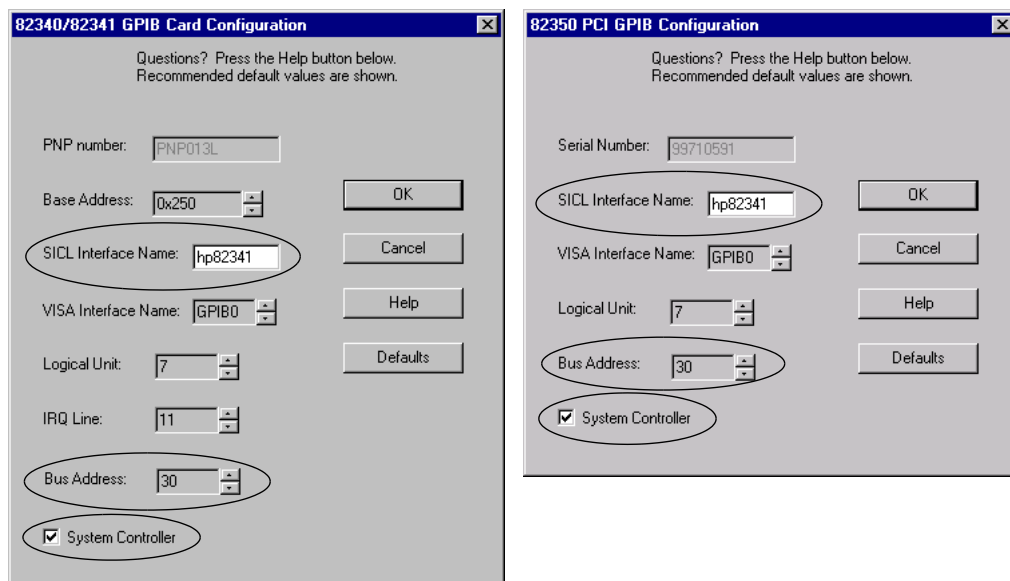 82340/82341 GPIB Card Configuration
Questions? Press the Help button below.
Recommended default values are shown.
PNP number: PNP013L
Base Address: 0x250
OK
SICL Interface Name: hp82341
Cancel
VISA Interface Name: GPIB0
Help
Logical Unit: 7
Defaults
IRQ Line: 11
Bus Address: 30
System Controller
82350 PCI GPIB Configuration
Questions? Press the Help button below.
Recommended default values are shown.
Serial Number: 99710591
SICL Interface Name: hp82341
OK
VISA Interface Name: GPIB0
Cancel
Logical Unit: 7
Help
Bus Address: 30
Defaults
System Controller